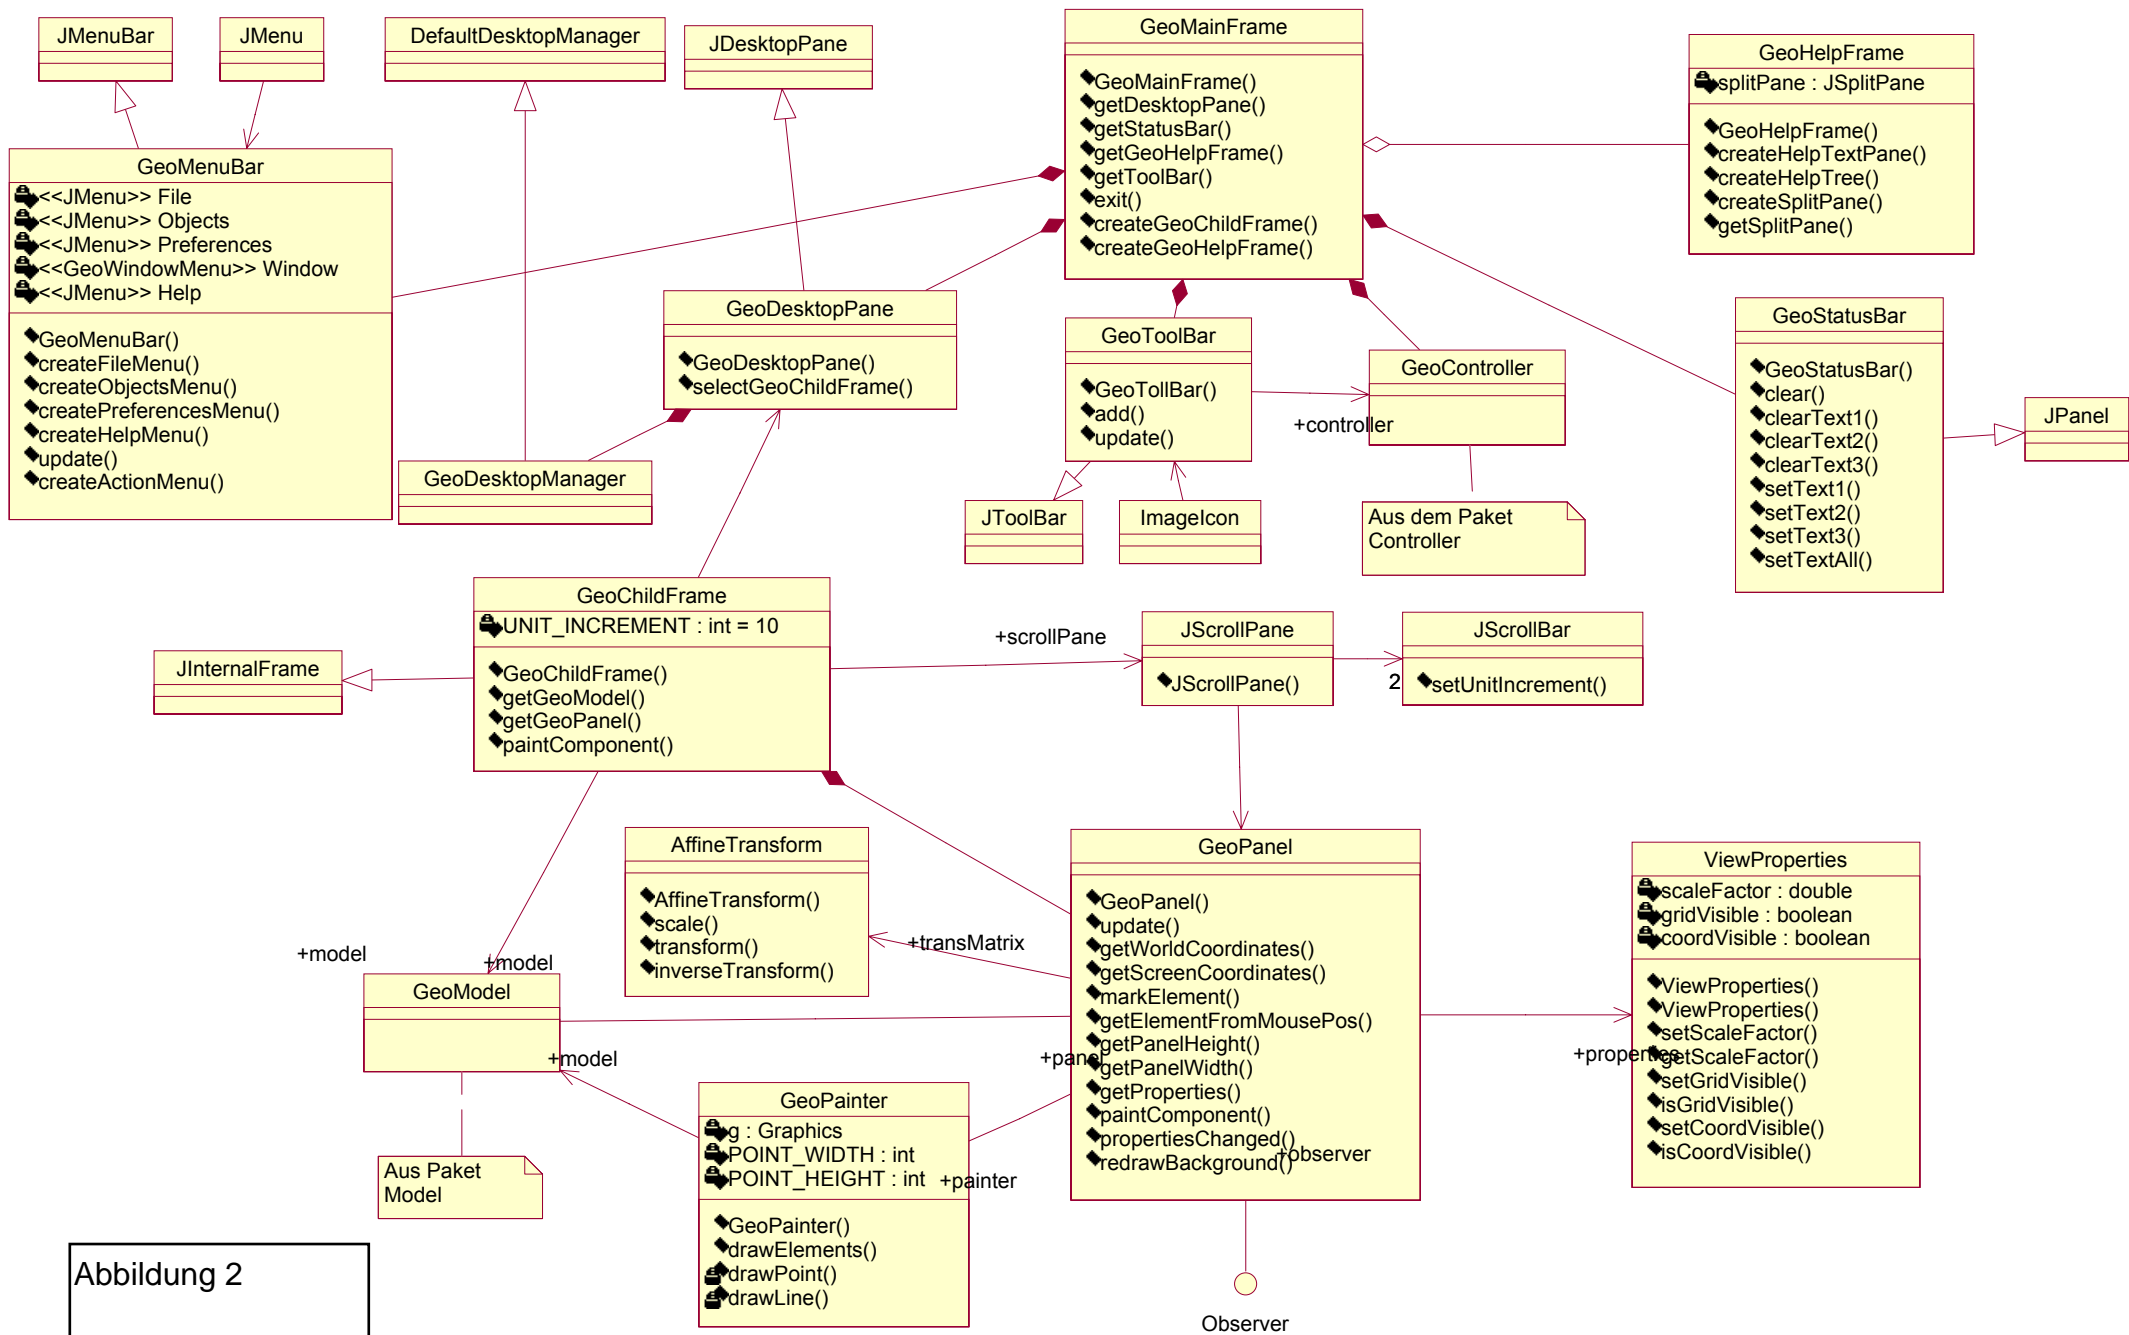 JMenuBar
JMenu
DefaultDesktopManager
JDesktopPane
GeoMainFrame
GeoMainFrame()
getDesktopPane()
getStatusBar()
getGeoHelpFrame()
getToolBar()
exit()
createGeoChildFrame()
createGeoHelpFrame()
GeoHelpFrame
splitPane : JSplitPane
GeoHelpFrame()
createHelpTextPane()
createHelpTree()
createSplitPane()
getSplitPane()
GeoMenuBar
<<JMenu>> File
<<JMenu>> Objects
<<JMenu>> Preferences
<<GeoWindowMenu>> Window
<<JMenu>> Help
GeoMenuBar()
createFileMenu()
createObjectsMenu()
createPreferencesMenu()
createHelpMenu()
update()
createActionMenu()
GeoDesktopPane
GeoDesktopPane()
selectGeoChildFrame()
GeoDesktopManager
GeoToolBar
GeoTollBar()
add()
update()
+controller
GeoController
Aus dem Paket
Controller
JToolBar
ImageIcon
GeoStatusBar
GeoStatusBar()
clear()
clearText1()
clearText2()
clearText3()
setText1()
setText2()
setText3()
setTextAll()
JPanel
GeoChildFrame
UNIT_INCREMENT : int = 10
GeoChildFrame()
getGeoModel()
getGeoPanel()
paintComponent()
JInternalFrame
+scrollPane
JScrollPane
JScrollPane()
2
JScrollBar
setUnitIncrement()
AffineTransform
AffineTransform()
scale()
transform()
inverseTransform()
+transMatrix
GeoPanel
GeoPanel()
update()
getWorldCoordinates()
getScreenCoordinates()
markElement()
getElementFromMousePos()
getPanelHeight()
getPanelWidth()
getProperties()
paintComponent()
propertiesChanged()
redrawBackground()
+observer
Observer
ViewProperties
scaleFactor : double
gridVisible : boolean
coordVisible : boolean
ViewProperties()
ViewProperties()
setScaleFactor()
getScaleFactor()
setGridVisible()
isGridVisible()
setCoordVisible()
isCoordVisible()
+properties
+model
+model
GeoModel
+model
+panel
Aus Paket
Model
GeoPainter
g : Graphics
POINT_WIDTH : int
POINT_HEIGHT : int
GeoPainter()
drawElements()
drawPoint()
drawLine()
+painter
Abbildung 2